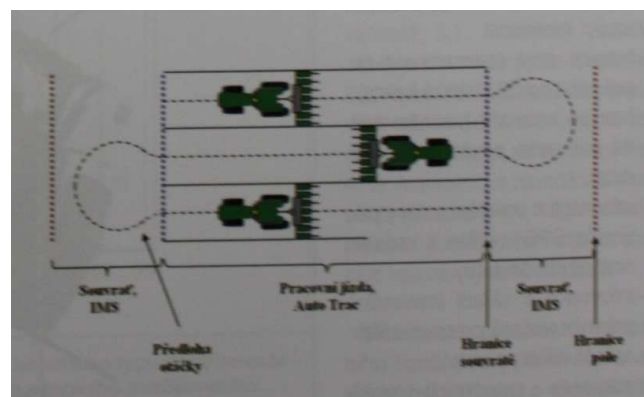 Souvrať,
IMS
Pracovní jízda,
Auto Trac
Souvrať,
IMS
Předloha
otáčky
Hranice
souvratě
Hranice
pole